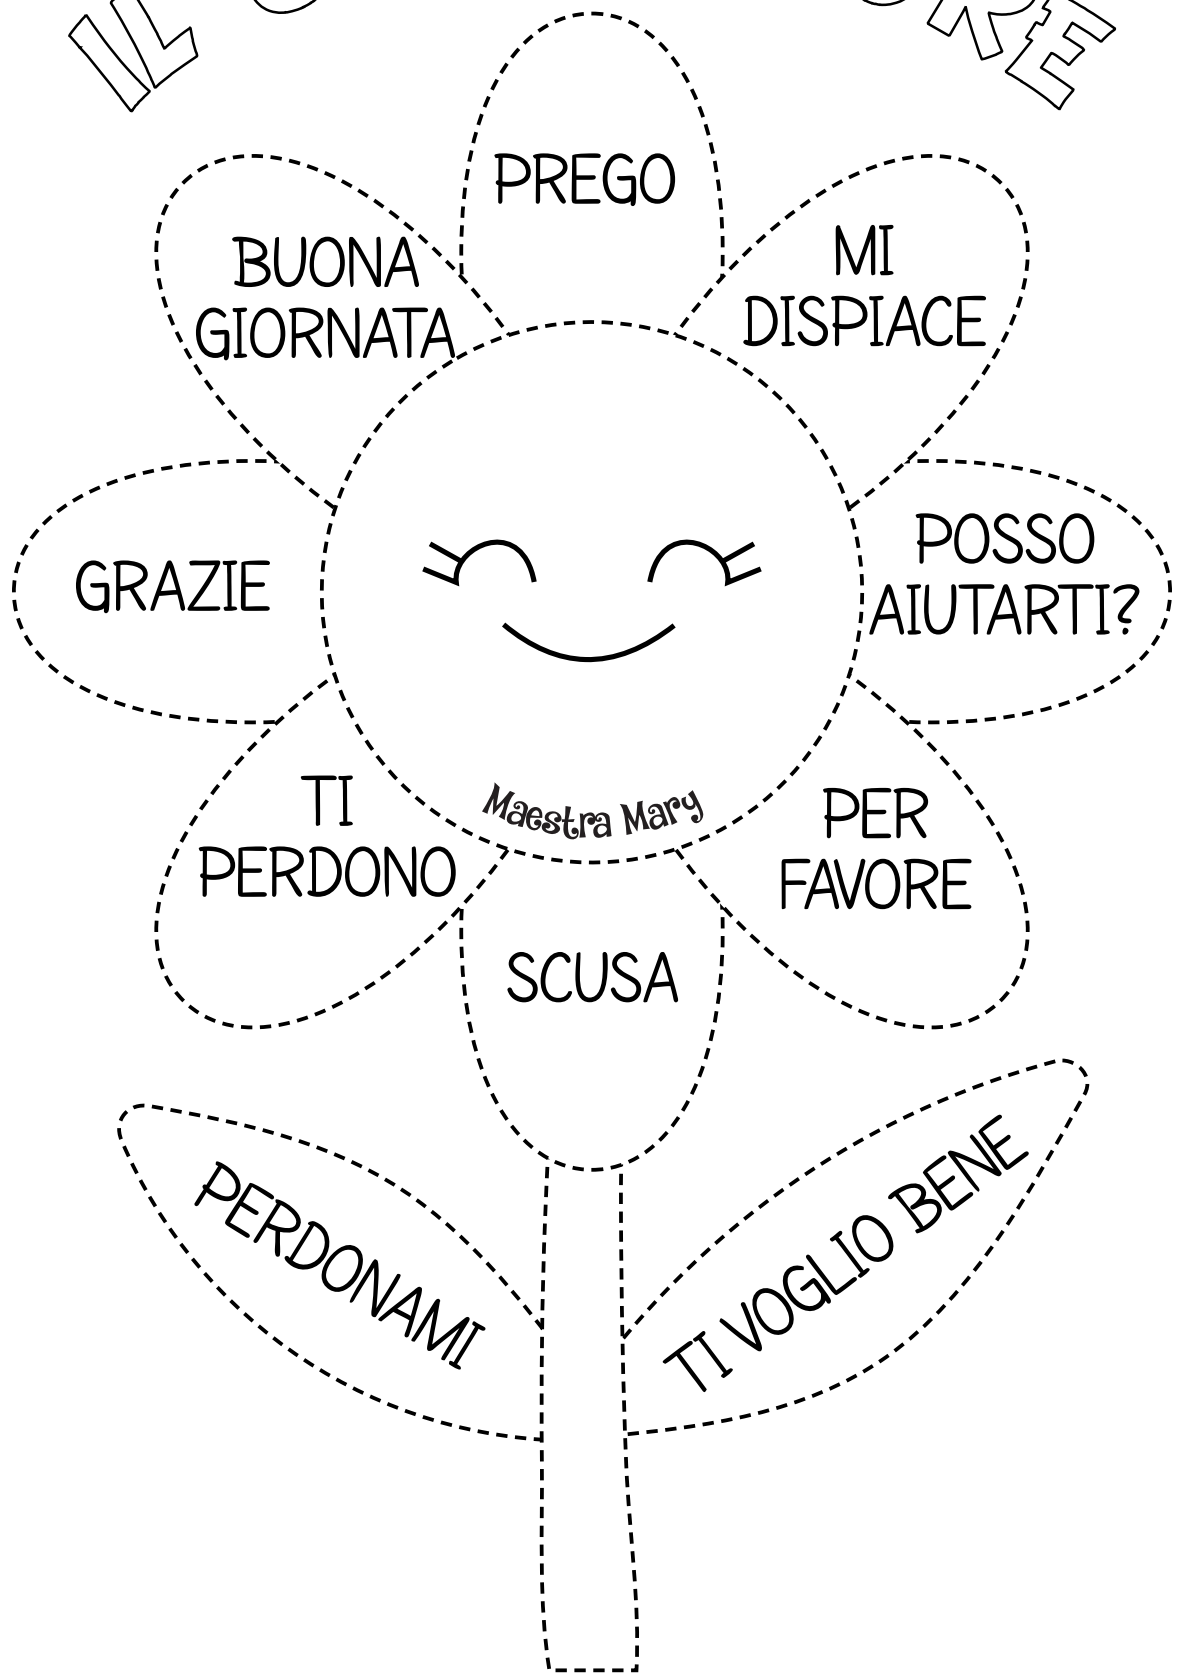 IL
PREGO
BUONA
GIORNATA
MI
DISPIACE
GRAZIE
POSSO
AIUTARTI?
TI
PERDONO
Maestra Mary
PER
FAVORE
SCUSA
PERDONAMI
TI VOGLIO BENE